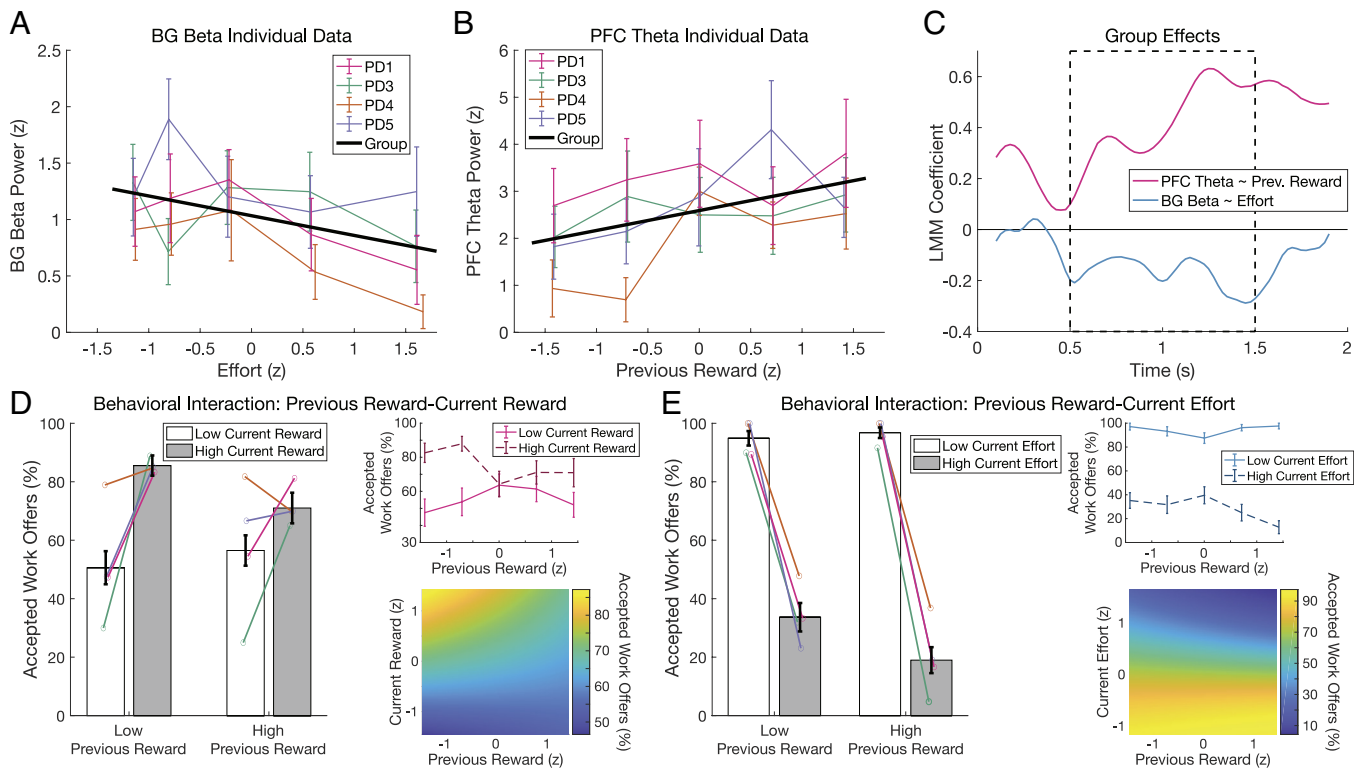 A
BG Beta Individual Data
BG Beta Power (z)
2.5
2
1.5
1
0.5
0
PD1
PD3
PD4
PD5
Group
-1.5 -1 -0.5 0 0.5 1 1.5
Effort (z)
B
PFC Theta Individual Data
PFC Theta Power (z)
6
5
4
3
2
1
0
PD1
PD3
PD4
PD5
Group
-1.5 -1 -0.5 0 0.5 1 1.5
Previous Reward (z)
C
Group Effects
LMM Coefficient
0.6
0.4
0.2
0
-0.2
-0.4
PFC Theta ~ Prev. Reward
BG Beta ~ Effort
0 0.5 1 1.5 2
Time (s)
D
Behavioral Interaction: Previous Reward-Current Reward
Accepted Work Offers (%)
100
80
60
40
20
0
Low Current Reward
High Current Reward
Low
Previous Reward
High
Previous Reward
Accepted
Work Offers (%)
90
60
30
Low Current Reward
High Current Reward
-1 0 1
Previous Reward (z)
Current Reward (z)
1
0
-1
-1 0 1
Previous Reward (z)
80
70
60
50
Accepted Work Offers (%)
E
Behavioral Interaction: Previous Reward-Current Effort
Accepted Work Offers (%)
100
80
60
40
20
0
Low Current Effort
High Current Effort
Low
Previous Reward
High
Previous Reward
Accepted
Work Offers (%)
100
80
60
40
20
0
Low Current Effort
High Current Effort
-1 0 1
Previous Reward (z)
Current Effort (z)
1
0
-1
-1 0 1
Previous Reward (z)
90
70
50
30
10
Accepted Work Offers (%)